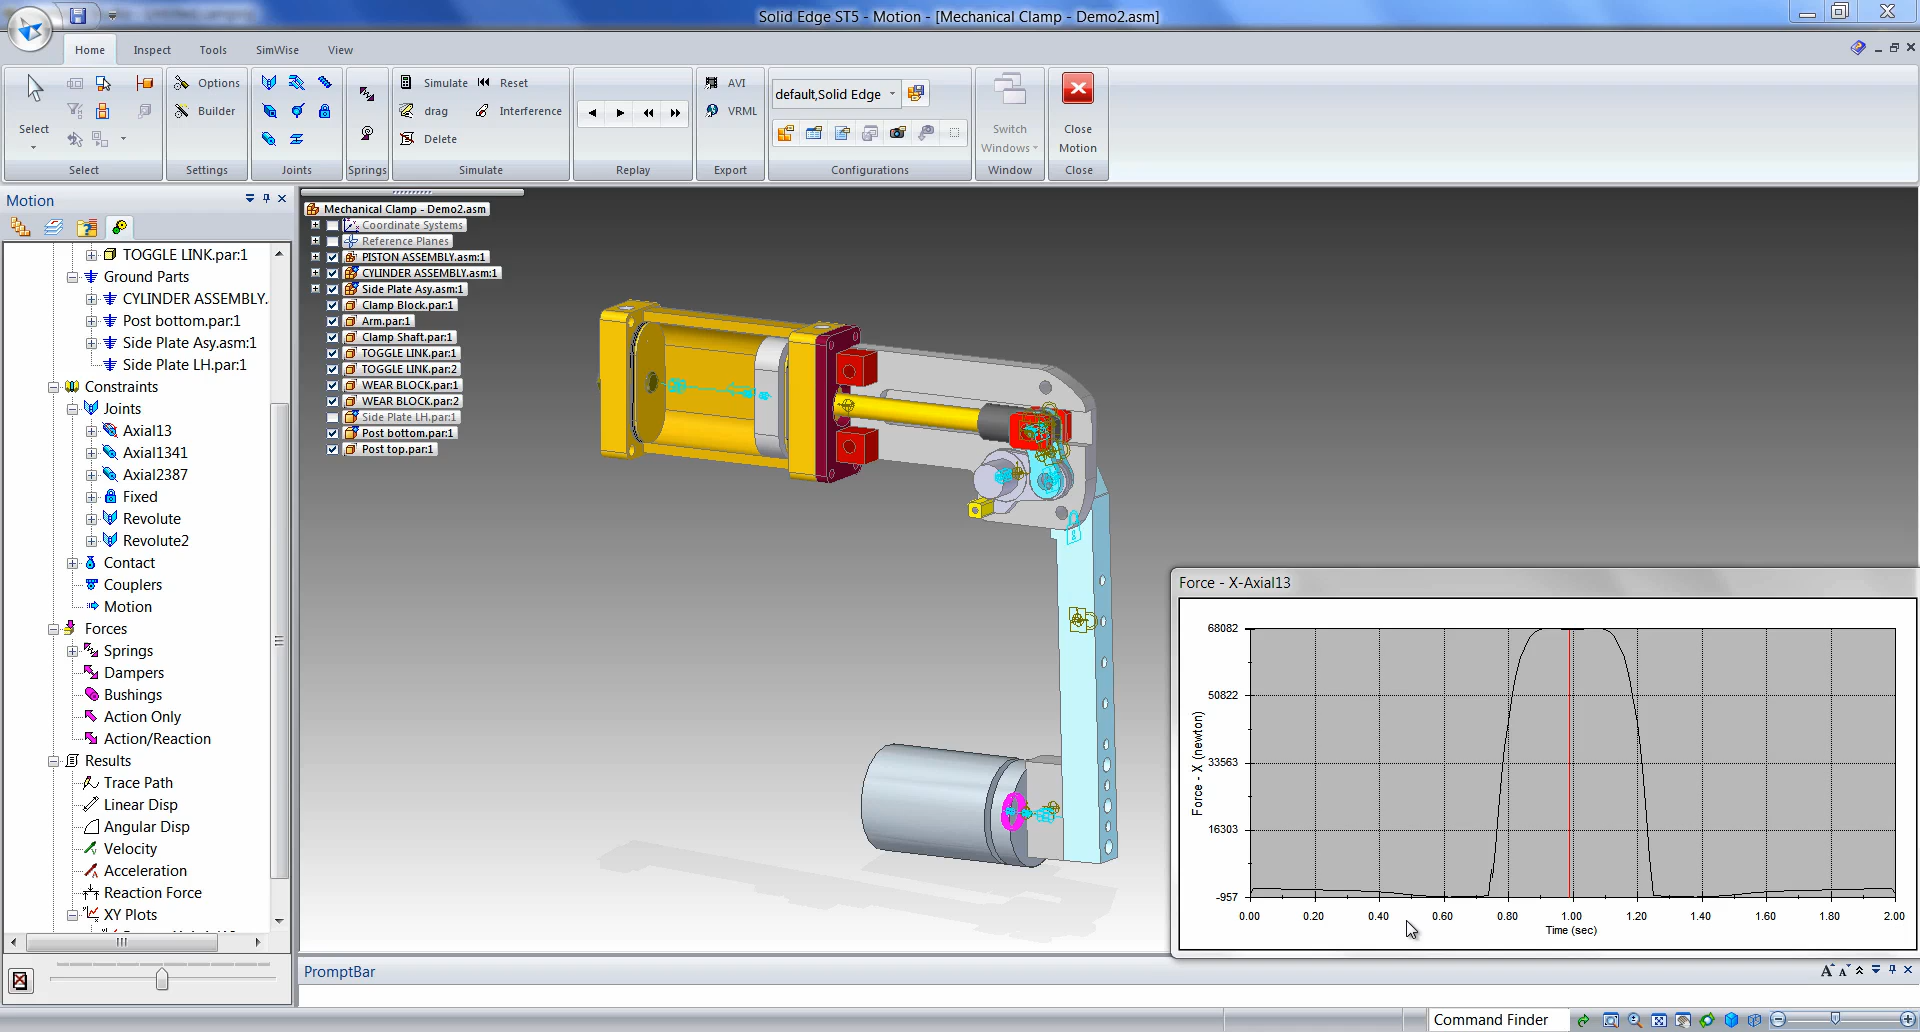 Solid Edge ST5 - Motion - [Mechanical Clamp - Demo2.asm]
Home Inspect Tools SimWise View
Select
Select
Options
Builder
Settings
Joints
Springs
Simulate Reset
drag Interference
Delete
Simulate
Replay
AVI
VRML
Export
default,Solid Edge
Configurations
Switch
Windows
Window
Close
Motion
Close
Motion
TOGGLE LINK.par:1
Ground Parts
CYLINDER ASSEMBLY.
Post bottom.par:1
Side Plate Asy.asm:1
Side Plate LH.par:1
Constraints
Joints
Axial13
Axial1341
Axial2387
Fixed
Revolute
Revolute2
Contact
Couplers
Motion
Forces
Springs
Dampers
Bushings
Action Only
Action/Reaction
Results
Trace Path
Linear Disp
Angular Disp
Velocity
Acceleration
Reaction Force
XY Plots
Mechanical Clamp - Demo2.asm
Coordinate Systems
Reference Planes
PISTON ASSEMBLY.asm:1
CYLINDER ASSEMBLY.asm:1
Side Plate Asy.asm:1
Clamp Block.par:1
Arm.par:1
Clamp Shaft.par:1
TOGGLE LINK.par:1
TOGGLE LINK.par:2
WEAR BLOCK.par:1
WEAR BLOCK.par:2
Side Plate LH.par:1
Post bottom.par:1
Post top.par:1
Force - X-Axial13
68082
50822
33563
16303
-957
Force - X (newton)
0.00 0.20 0.40 0.60 0.80 1.00 1.20 1.40 1.60 1.80 2.00
Time (sec)
PromptBar
Command Finder